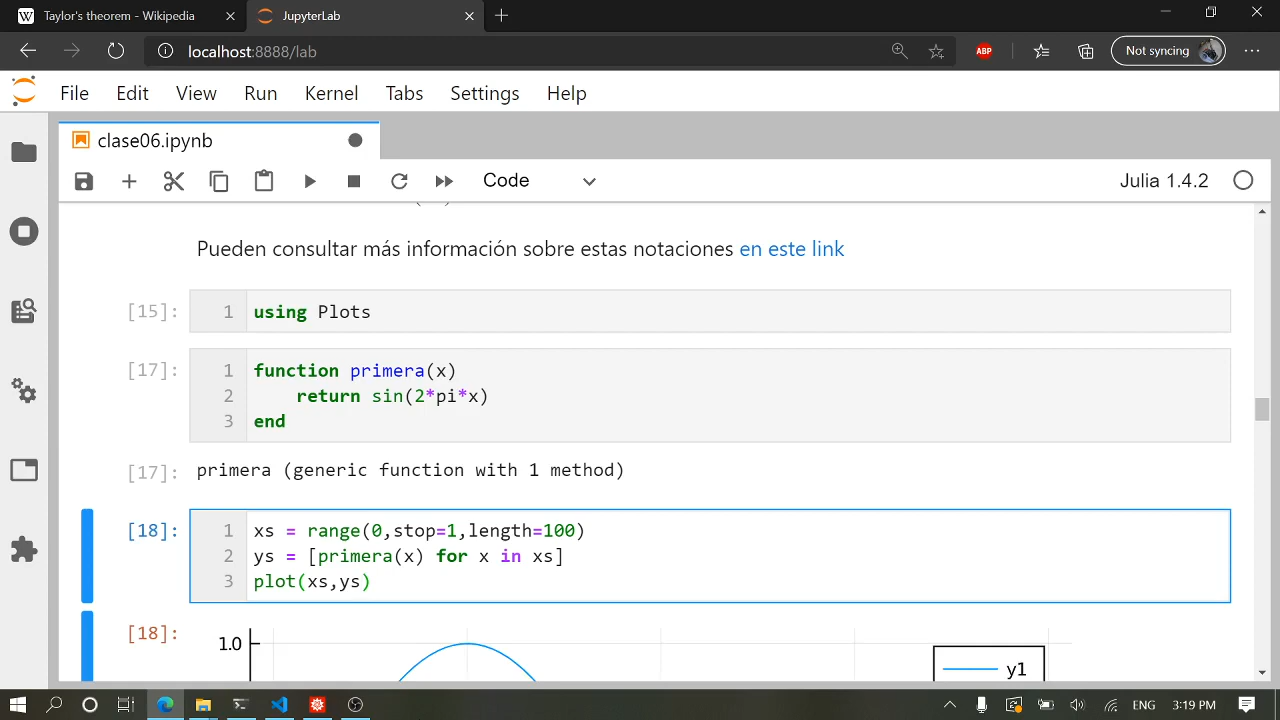 Taylor's theorem - Wikipedia
JupyterLab
localhost:8888/lab
ABP
Not syncing
File Edit View Run Kernel Tabs Settings Help
clase06.ipynb
Code
Julia 1.4.2
Pueden consultar más información sobre estas notaciones en este link
[15]: 1 using Plots
[17]: 1 function primera(x)
2 return sin(2*pi*x)
3 end
[17]: primera (generic function with 1 method)
[18]: 1 xs = range(0,stop=1,length=100)
2 ys = [primera(x) for x in xs]
3 plot(xs,ys)
[18]:
1.0
y1
ENG 3:19 PM